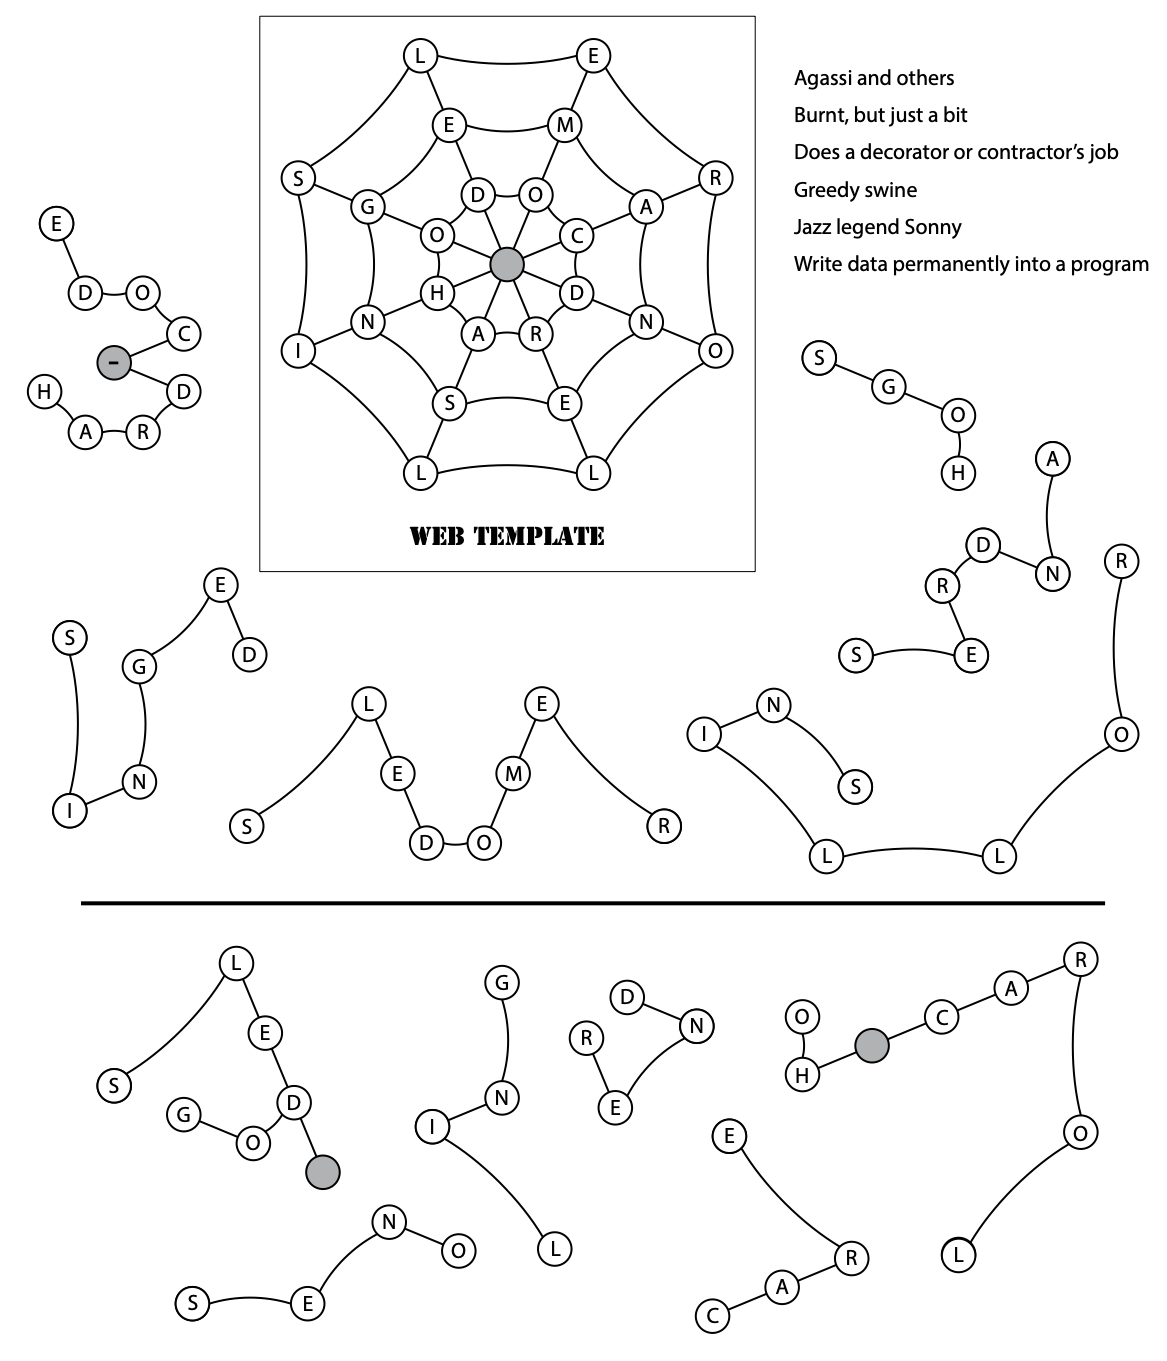 L E
E M
S G D O A R
O C
H D
I N A R N O
S E
L L
WEB TEMPLATE
Agassi and others
Burnt, but just a bit
Does a decorator or contractor's job
Greedy swine
Jazz legend Sonny
Write data permanently into a program
E
D O
C
-
H D
A R
S
G
O
H
A
D
R N
S E
E
S D
G
N
I
L E
E M
S D O R
R
N
I O
S
L L
L
E
S D
G O
G
N
I
L
D
R N
E
R
A
O C
H
O
L
E
R
A
C
N
O
S E